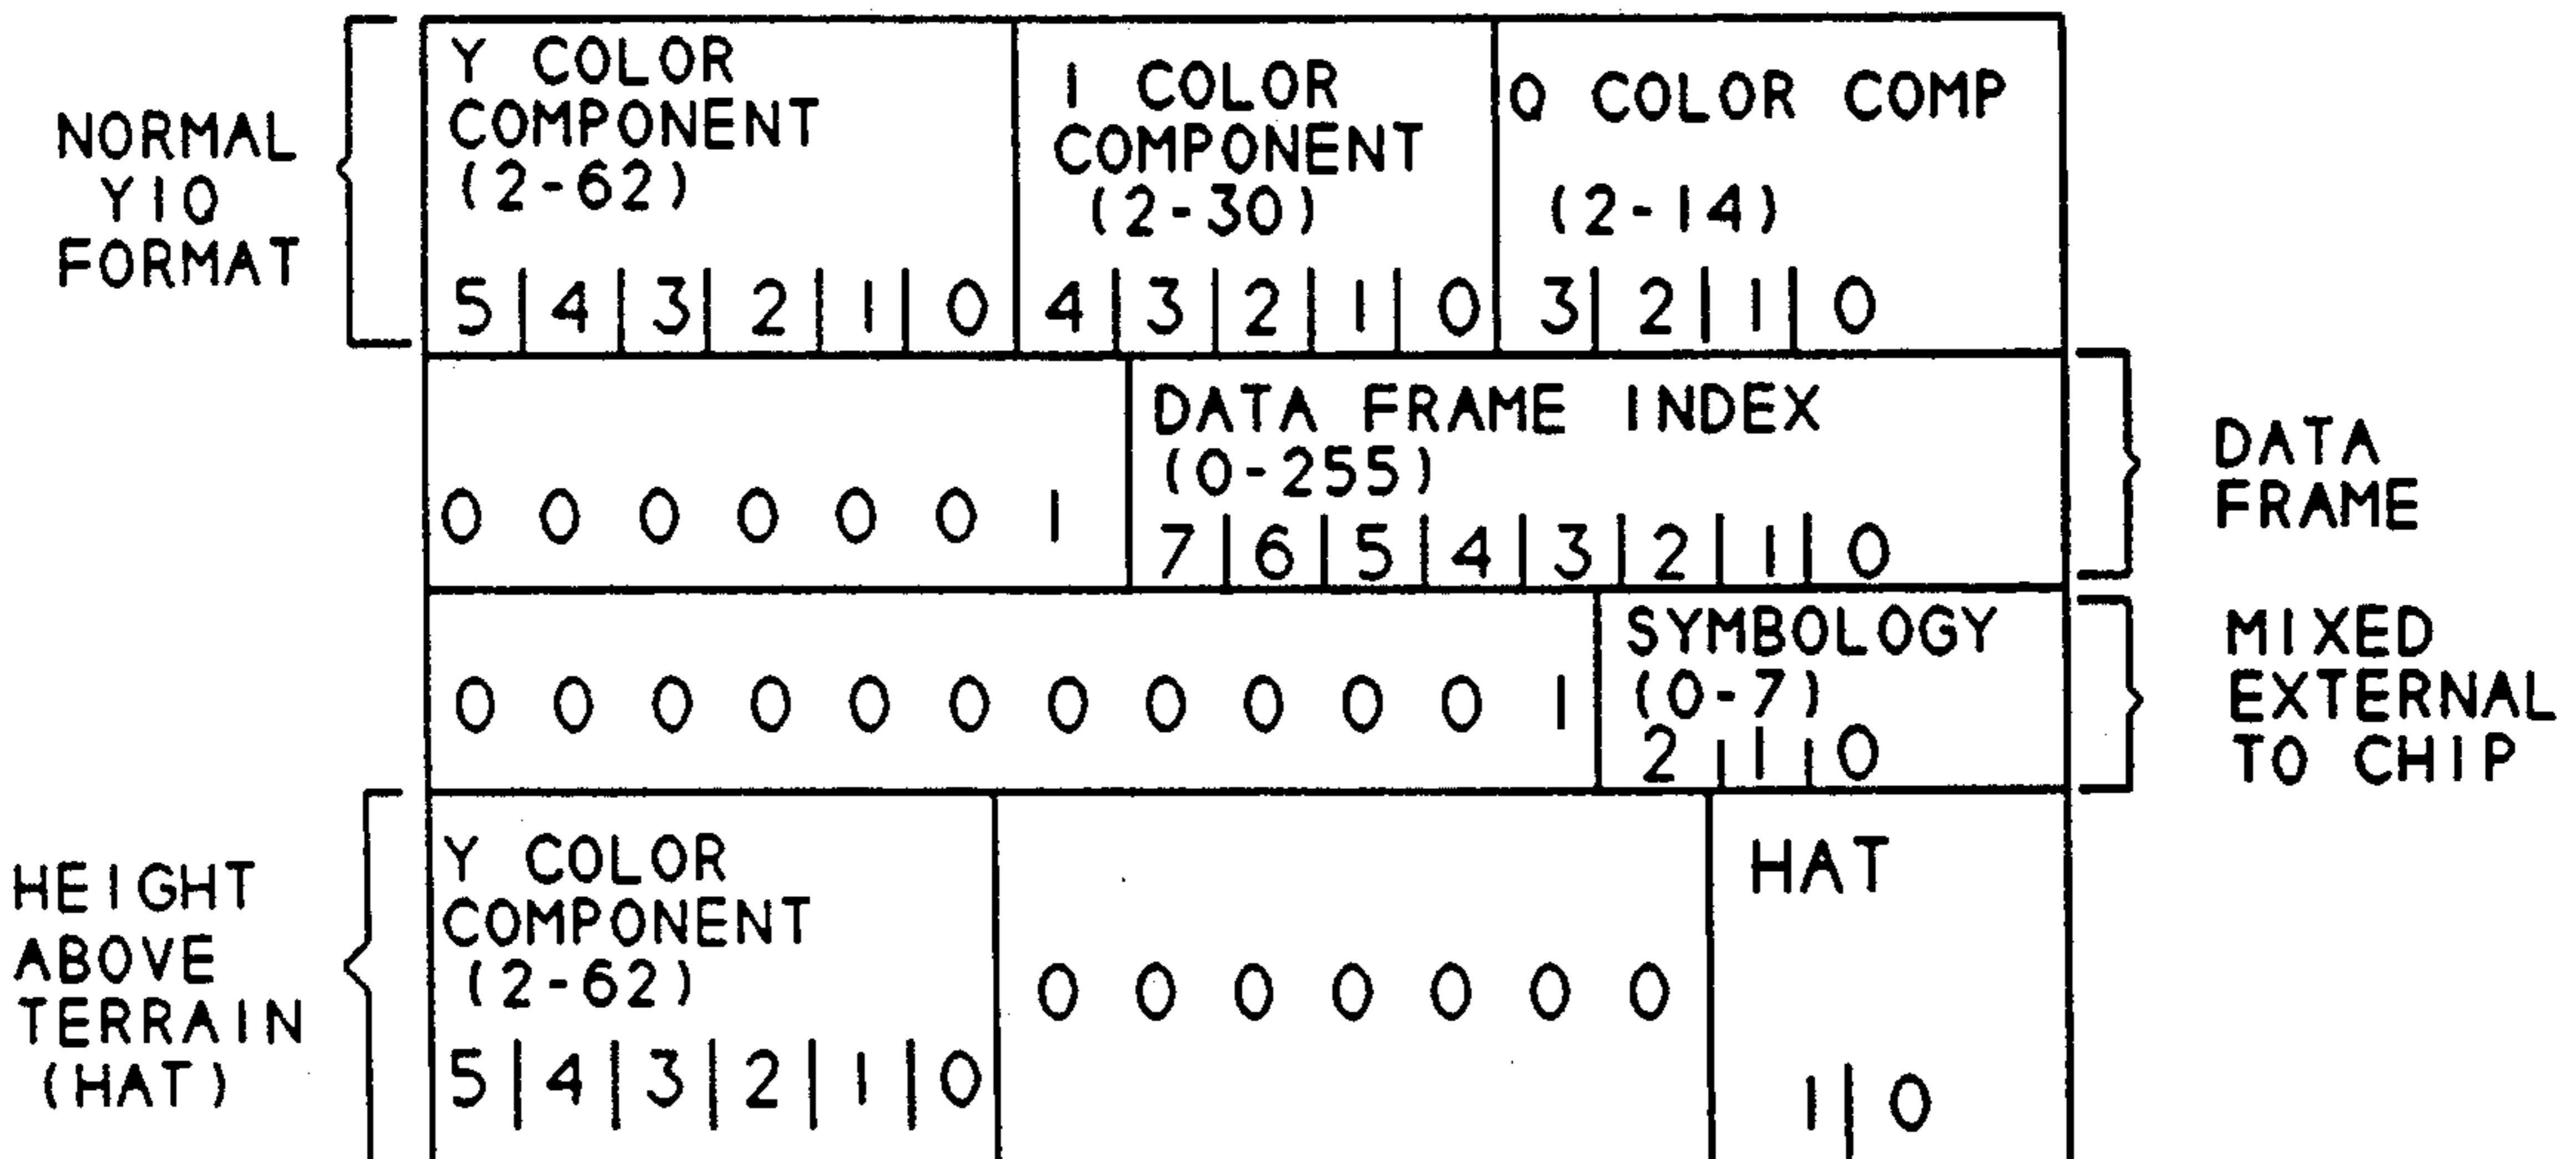 NORMAL
YIQ
FORMAT
Y COLOR
COMPONENT
(2-62)
5|4|3|2|1|0
I COLOR
COMPONENT
(2-30)
4|3|2|1|0
Q COLOR COMP
(2-14)
3|2|1|0
0 0 0 0 0 0 1
DATA FRAME INDEX
(0-255)
7|6|5|4|3|2|1|0
DATA
FRAME
0 0 0 0 0 0 0 0 0 0 0 1
SYMBOLOGY
(0-7)
2|1|0
MIXED
EXTERNAL
TO CHIP
HEIGHT
ABOVE
TERRAIN
(HAT)
Y COLOR
COMPONENT
(2-62)
5|4|3|2|1|0
0 0 0 0 0 0 0
HAT
1|0